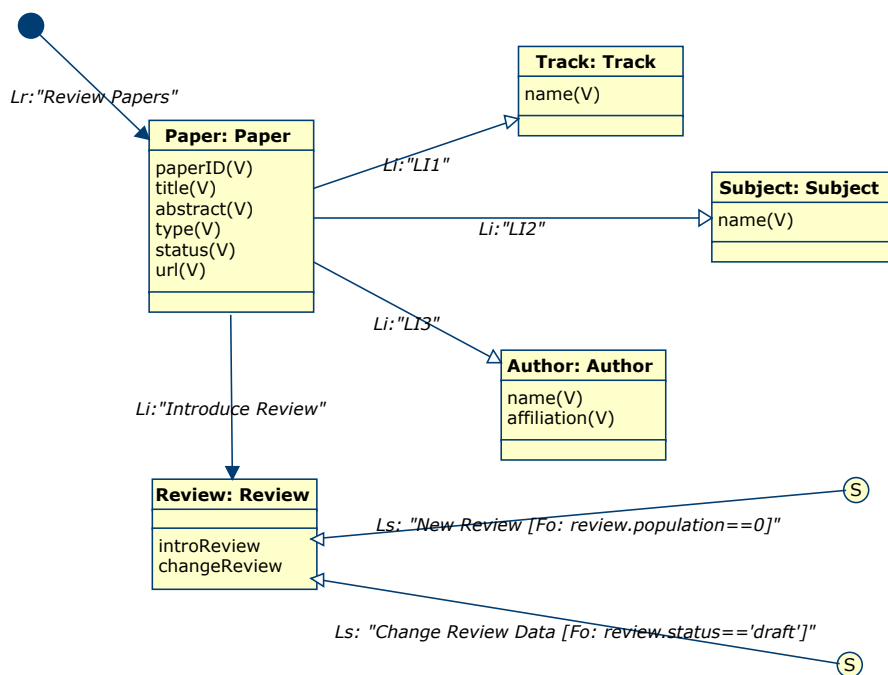 Lr:"Review Papers"
Track: Track
name(V)
Paper: Paper
paperID(V)
title(V)
abstract(V)
type(V)
status(V)
url(V)
Li:"LI1"
Subject: Subject
name(V)
Li:"LI2"
Li:"LI3"
Author: Author
name(V)
affiliation(V)
Li:"Introduce Review"
Review: Review
introReview
changeReview
S
Ls: "New Review [Fo: review.population==0]"
Ls: "Change Review Data [Fo: review.status=='draft']"
S